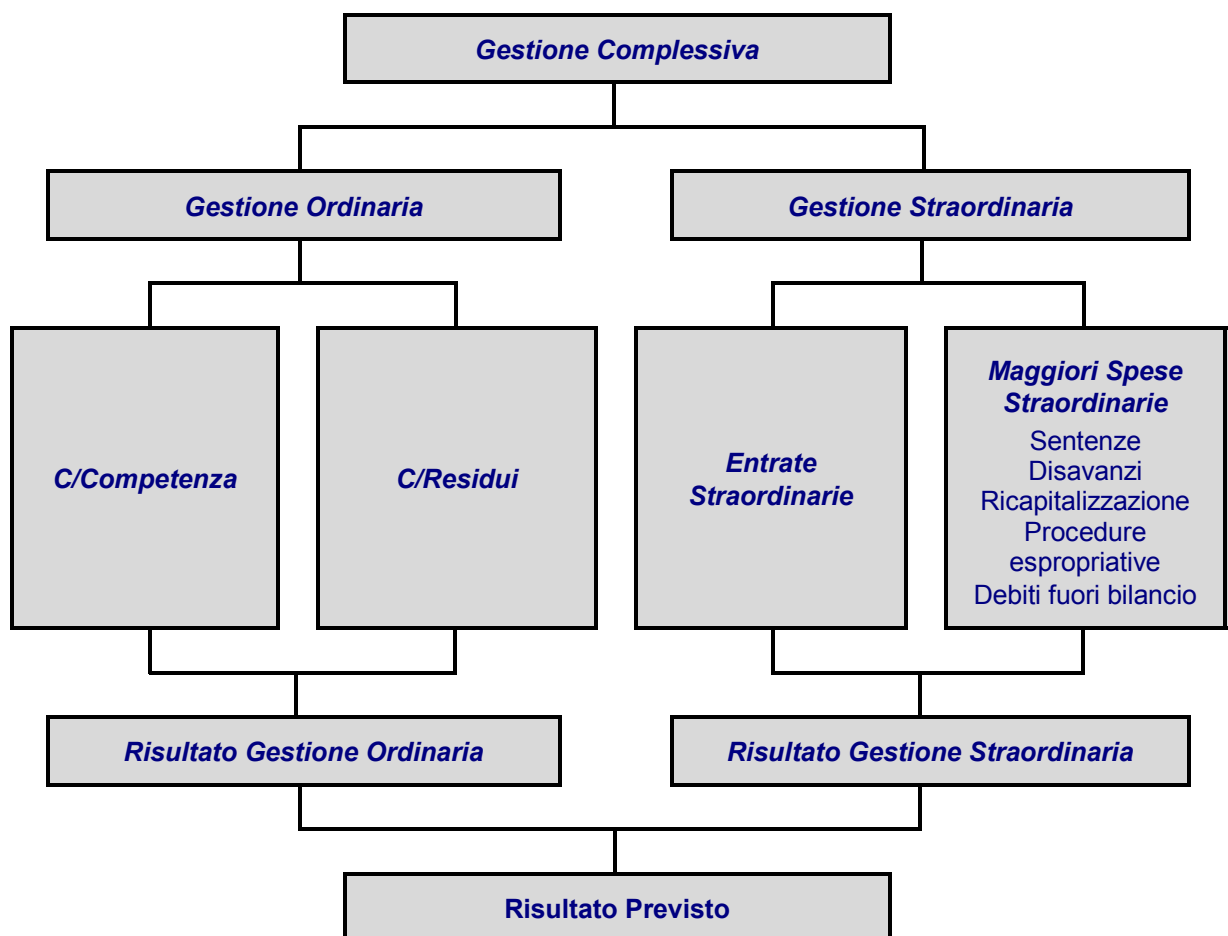 Gestione Complessiva
Gestione Ordinaria
Gestione Straordinaria
C/Competenza
C/Residui
Entrate
Straordinarie
Maggiori Spese
Straordinarie
Sentenze
Disavanzi
Ricapitalizzazione
Procedure
espropriative
Debiti fuori bilancio
Risultato Gestione Ordinaria
Risultato Gestione Straordinaria
Risultato Previsto